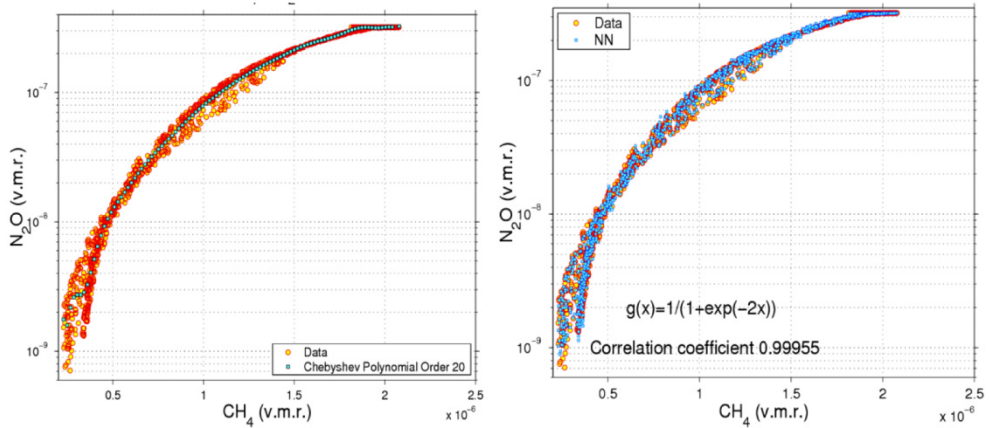 10^-7
10^-8
10^-9
N2O (v.m.r.)
0.5 1 1.5 2 2.5
CH4 (v.m.r.)
x 10^-6
Data
Chebyshev Polynomial Order 20
Data
NN
10^-7
10^-8
10^-9
N2O (v.m.r.)
g(x)=1/(1+exp(−2x))
Correlation coefficient 0.99955
0.5 1 1.5 2 2.5
CH4 (v.m.r.)
x 10^-6